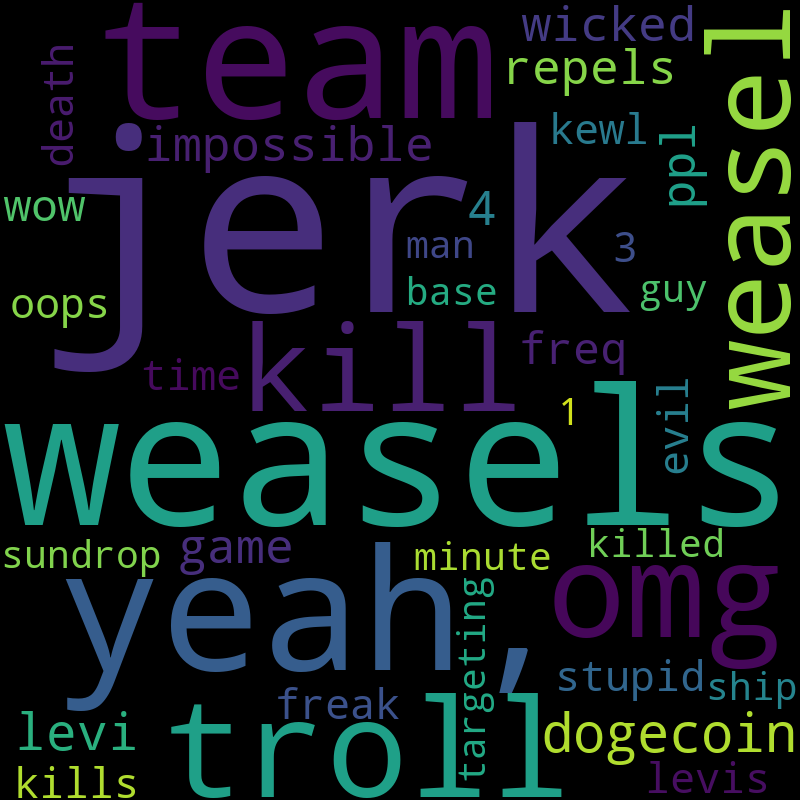 team
wicked
weasel
death
repels
impossible
kewl
ppl
jerk
wow
4
man
3
oops
base
guy
kill
freq
time
evil
1
weasels
sundrop
game
minute
killed
yeah,
omg
targeting
stupid
ship
freak
levi
troll
dogecoin
kills
levis